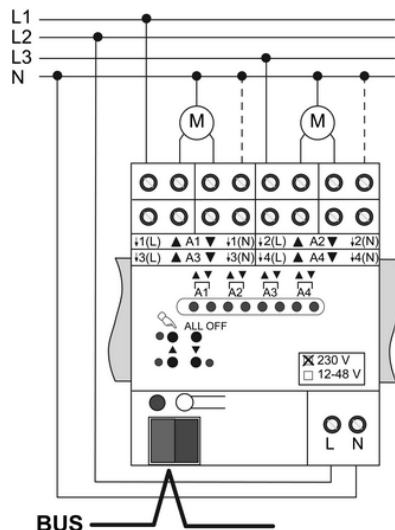 L1
L2
L3
N
M M
↓1(L) ▲ A1 ▼ ↓1(N) ↓2(L) ▲ A2 ▼ ↓2(N)
↓3(L) ▲ A3 ▼ ↓3(N) ↓4(L) ▲ A4 ▼ ↓4(N)
▲ ▼ ▲ ▼ ▲ ▼ ▲ ▼
A1 A2 A3 A4
ALL OFF
▲ ▼
☒ 230 V
☐ 12-48 V
L N
BUS